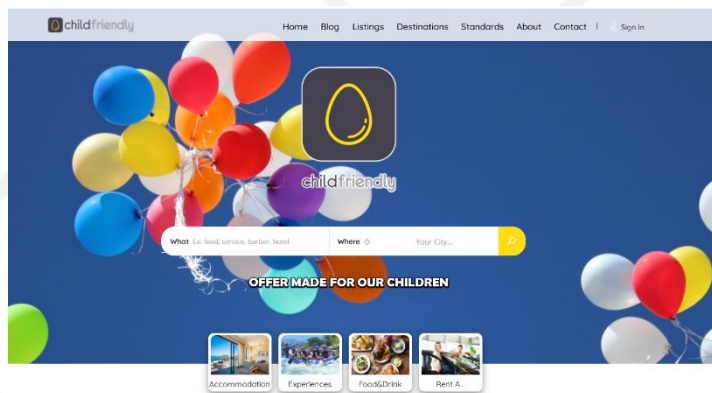 childfriendly
Home Blog Listings Destinations Standards About Contact | Sign In
childfriendly
What Ex: food, service, barber, hotel Where Your City...
OFFER MADE FOR OUR CHILDREN
Accommodation Experiences Food&Drink Rent A...